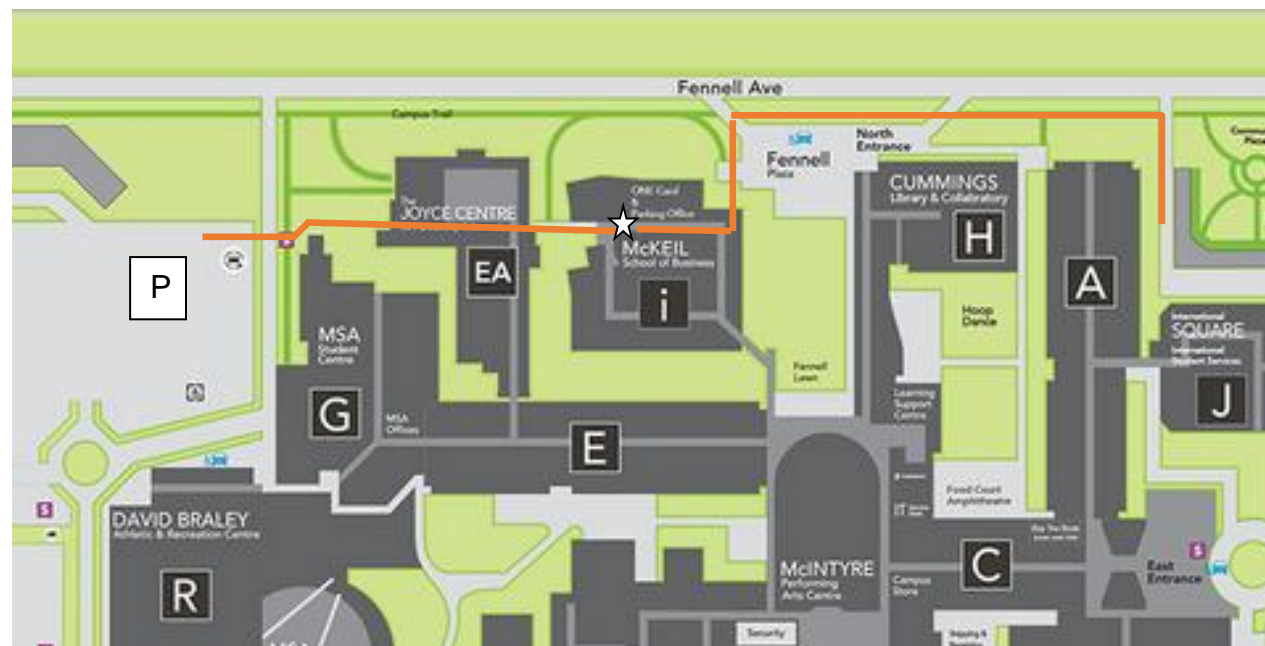 Fennell Ave
Campus Trail
North
Entrance
Fennell
Plaza
ONE Card
&
Parking Office
CUMMINGS
Library & Collaboratory
H
The
JOYCE CENTRE
McKEIL
School of Business
i
EA
A
P
Hoop
Dance
International
SQUARE
International
Student Services
J
MSA
Student
Centre
G
MSA
Offices
Fennell
Lawn
Learning
Support
Centre
E
Food Court
Amphitheatre
IT
S
DAVID BRALEY
Athletic & Recreation Centre
R
McINTYRE
Performing
Arts Centre
C
Campus
Store
S
East
Entrance
Security